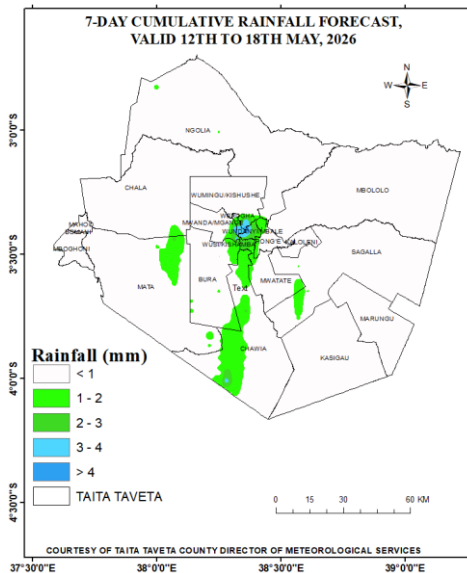 7-DAY CUMULATIVE RAINFALL FORECAST,
VALID 12TH TO 18TH MAY, 2026
N
W E
S
3°0'0"S
NGOLIA
CHALA
WUMINGU/KISHUSHE
MBOLOLO
MWANDA/MGANGE
KALOLENI
SAGALLA
3°30'0"S
MBOGHONI
MATA
BURA
Text
MWATATE
MARUNGU
CHAWIA
KASIGAU
4°0'0"S
Rainfall (mm)
< 1
1 - 2
2 - 3
3 - 4
> 4
TAITA TAVETA
4°30'0"S
0 15 30 60 KM
COURTESY OF TAITA TAVETA COUNTY DIRECTOR OF METEOROLOGICAL SERVICES
37°30'0"E 38°0'0"E 38°30'0"E 39°0'0"E